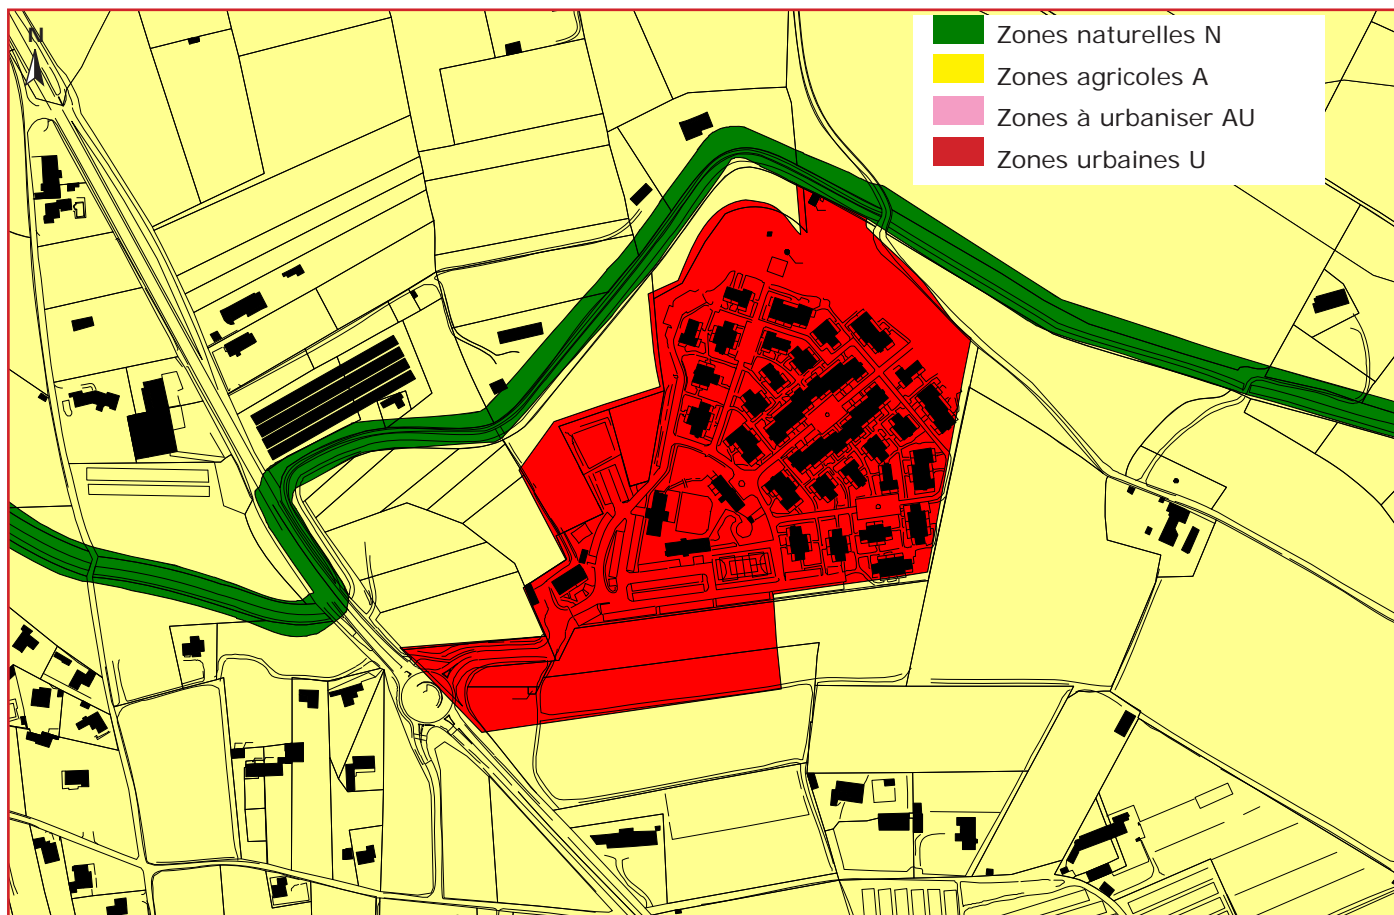 N
Zones naturelles N
Zones agricoles A
Zones à urbaniser AU
Zones urbaines U